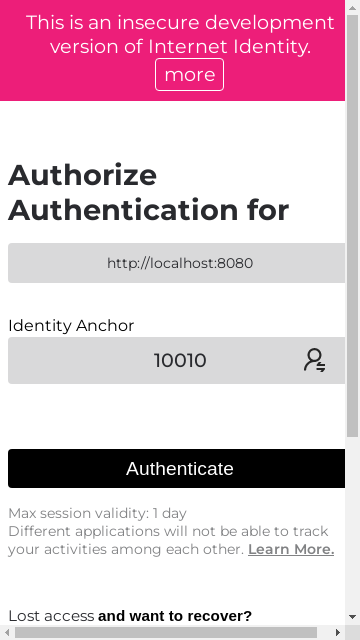 This is an insecure development
version of Internet Identity.
more
Authorize
Authentication for
http://localhost:8080
Identity Anchor
10010
Authenticate
Max session validity: 1 day
Different applications will not be able to track
your activities among each other. Learn More.
Lost access and want to recover?